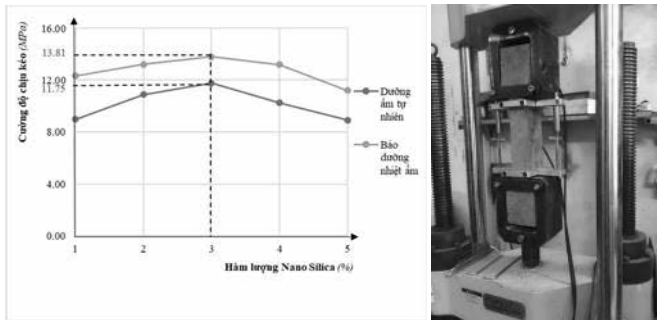 Cường độ chịu kéo (MPa)
16.00
13.81
12.00
11.75
8.00
4.00
0.00
1 2 3 4 5
Hàm lượng Nano Silica (%)
Dưỡng
ẩm tự
nhiên
Bảo
dưỡng
nhiệt ẩm